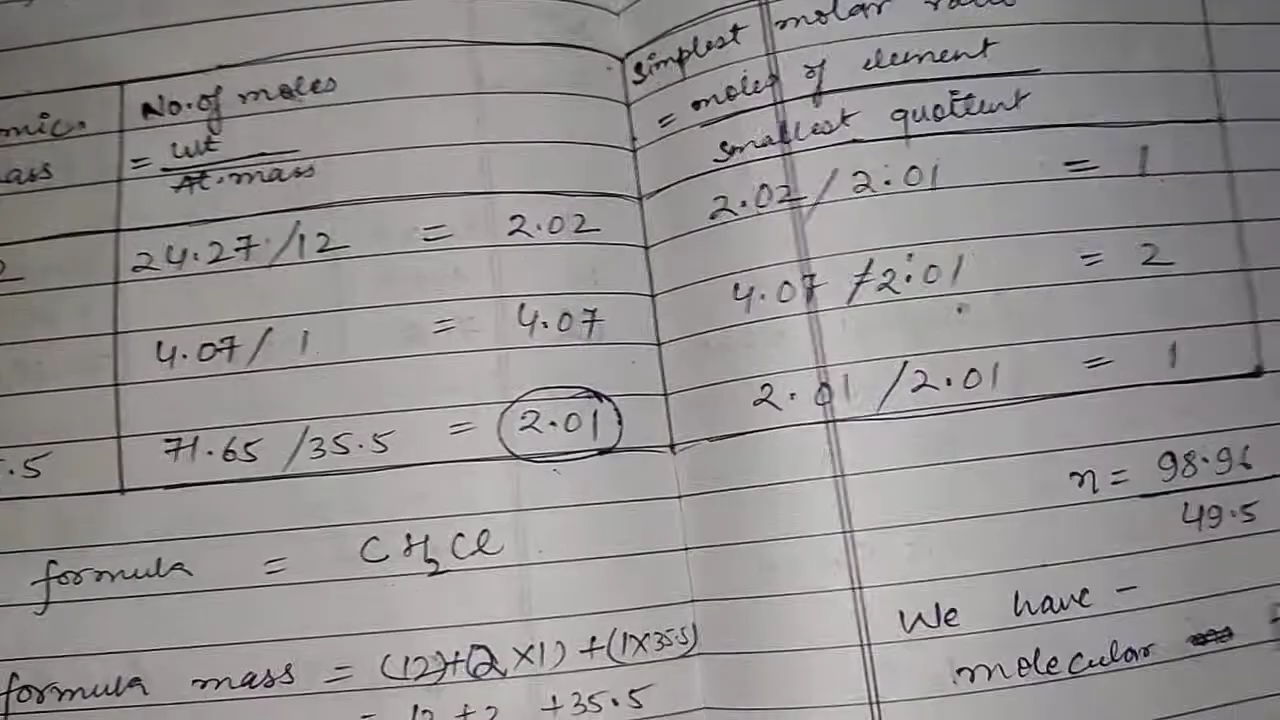 No. of moles
= wt
At. mass
24.27 /12 = 2.02
4.07 / 1 = 4.07
71.65 /35.5 = 2.01
simplest molar
= moles of element
smallest quotient
2.02 / 2.01 = 1
4.07 / 2.01 = 2
2.01 / 2.01 = 1
formula = CH₂Cl
formula mass = (12)+(2 ×1) + (1×35.5)
= 12 + 2 + 35.5
n = 98.96
49.5
We have -
molecular